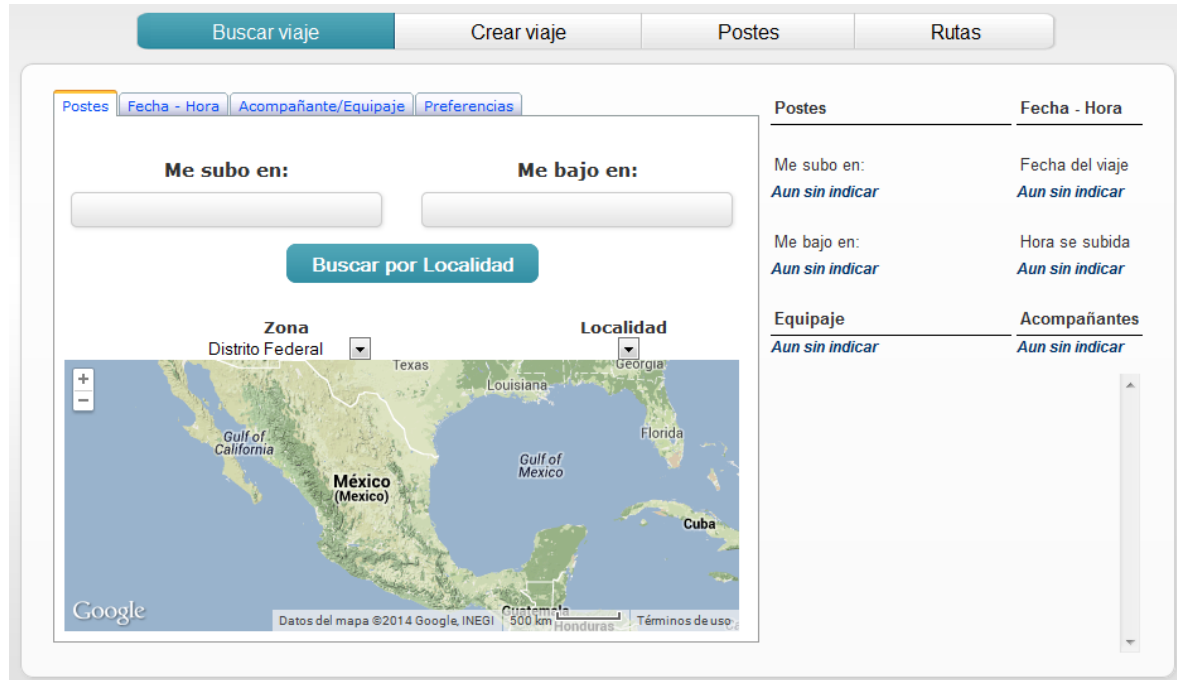 Buscar viaje Crear viaje Postes Rutas
Postes Fecha - Hora Acompañante/Equipaje Preferencias
Me subo en: Me bajo en:
Buscar por Localidad
Zona Localidad
Distrito Federal
+
−
Texas
Louisiana
Georgia
Florida
Gulf of
California
Gulf of
Mexico
México
(Mexico)
Cuba
Guatemala
Honduras
Google
Datos del mapa ©2014 Google, INEGI 500 km Términos de uso
Postes Fecha - Hora
Me subo en: Fecha del viaje
Aun sin indicar Aun sin indicar
Me bajo en: Hora se subida
Aun sin indicar Aun sin indicar
Equipaje Acompañantes
Aun sin indicar Aun sin indicar